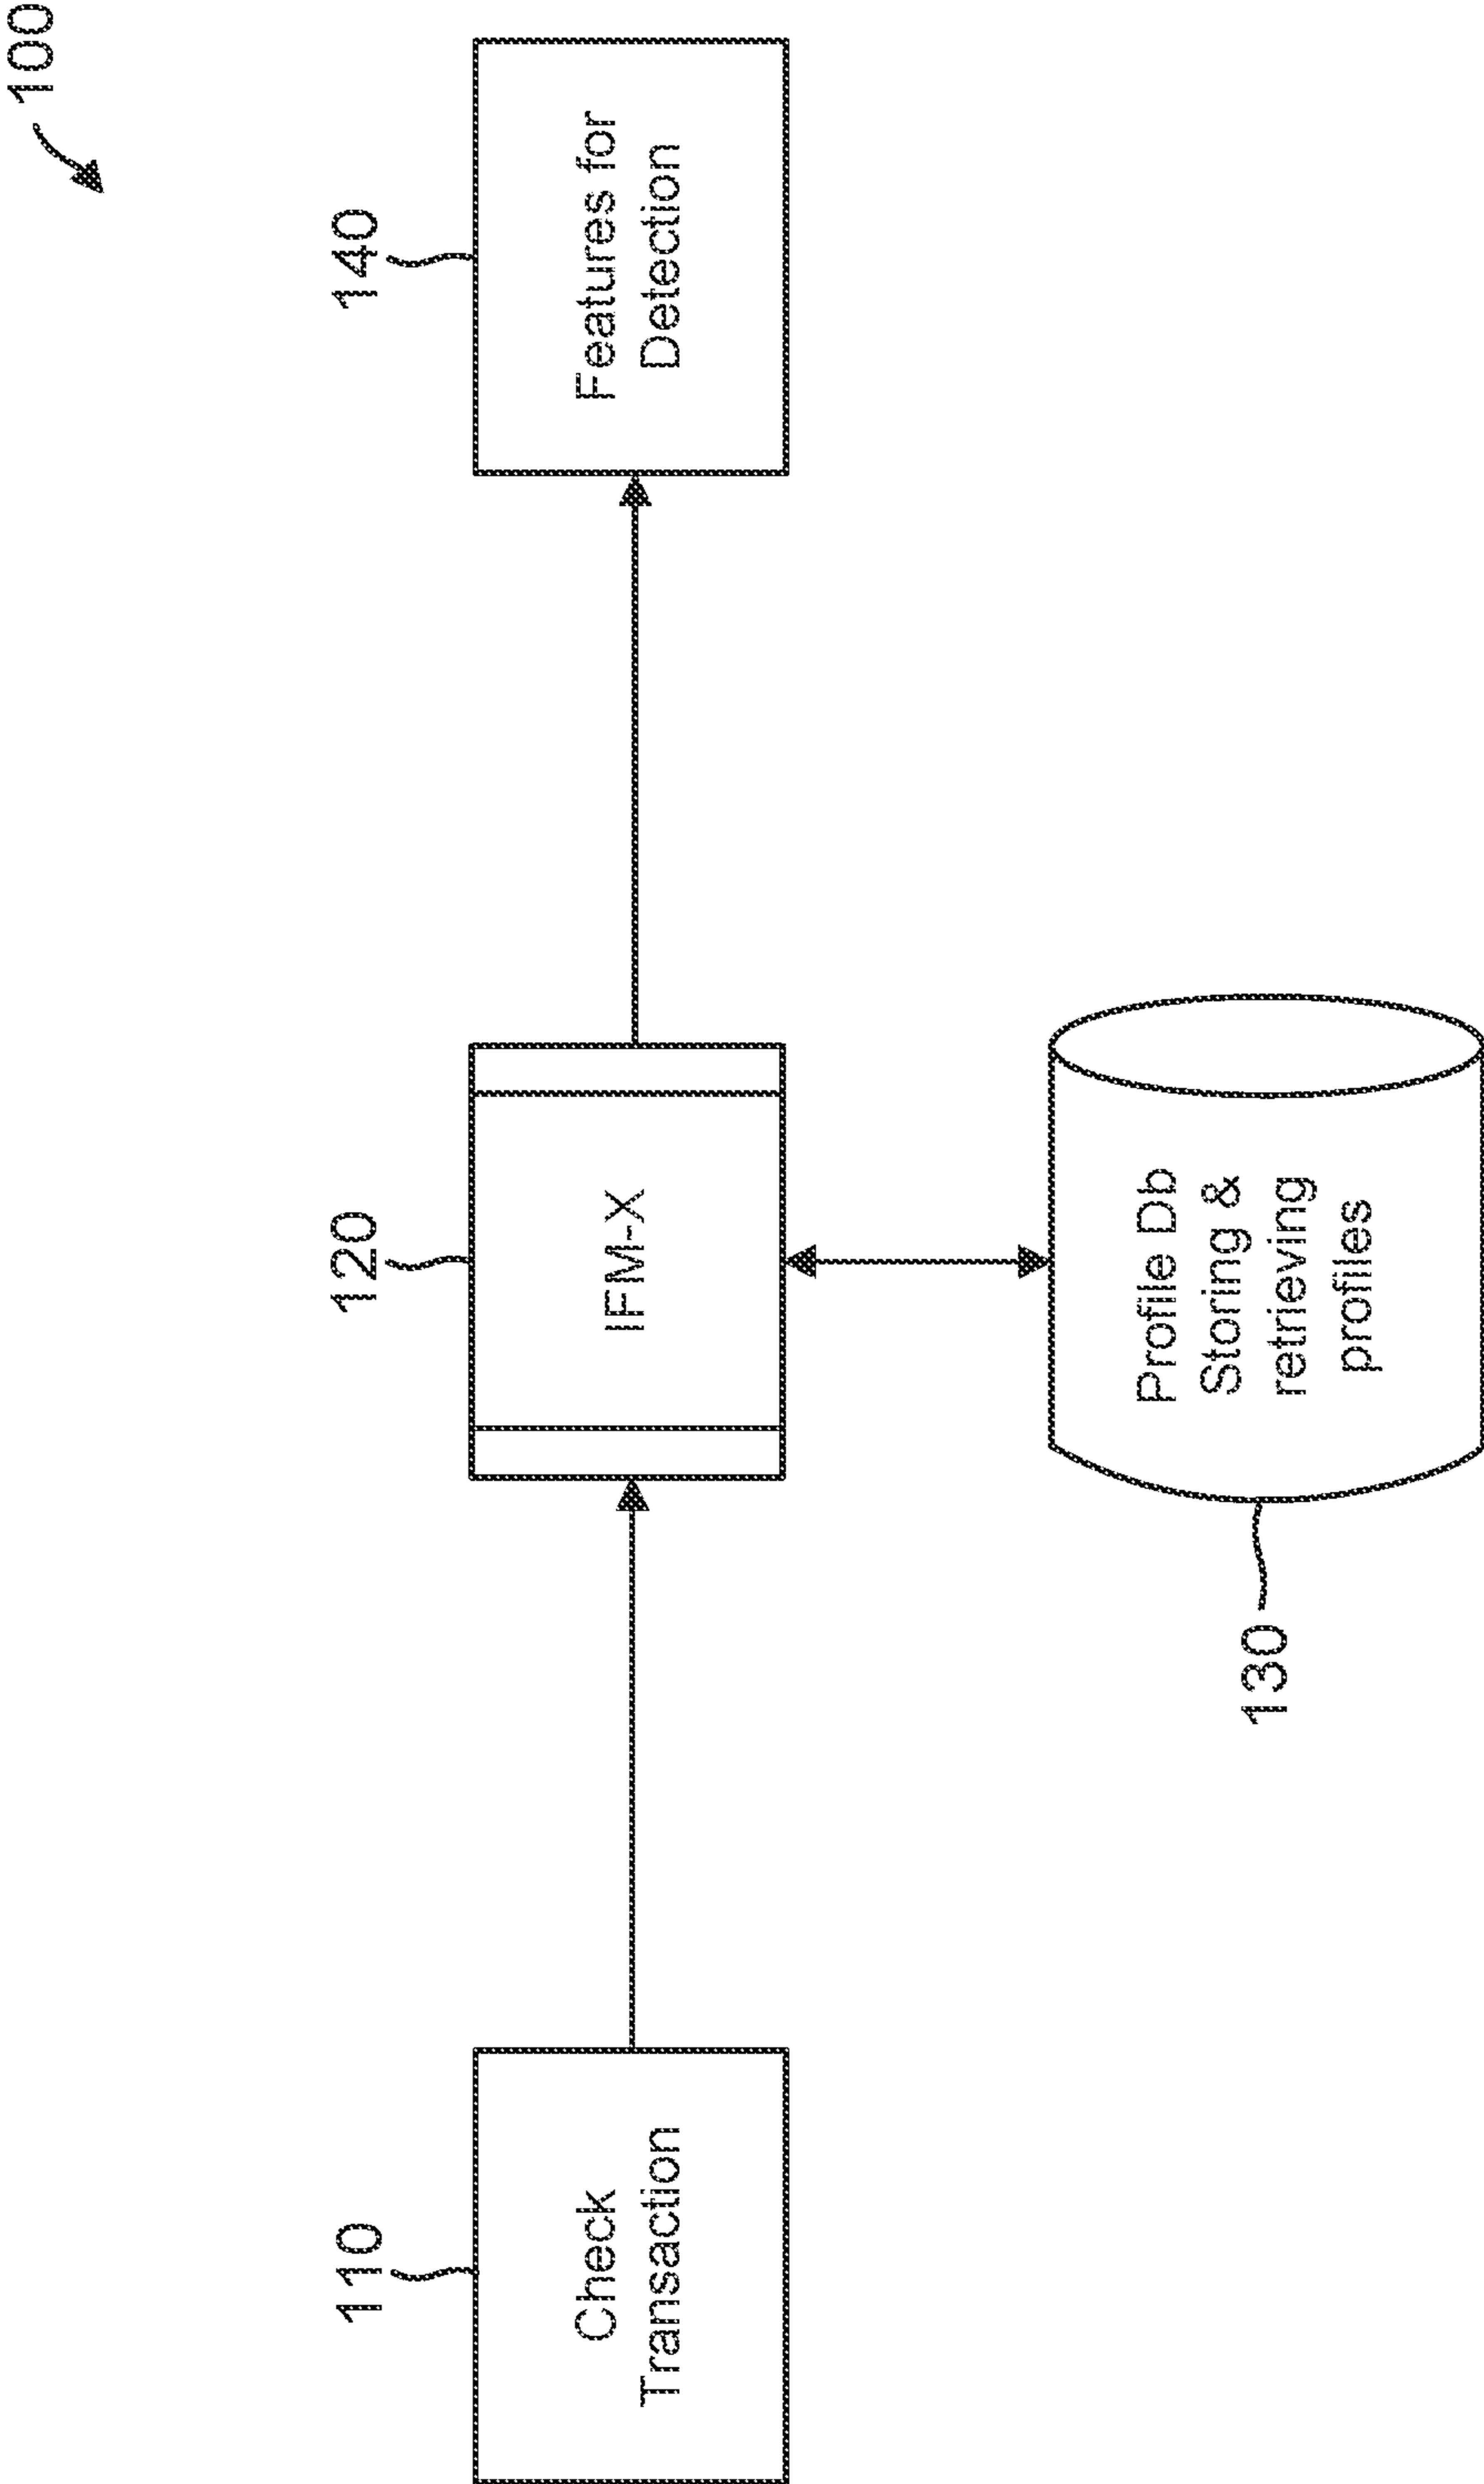 100
110
Check
Transaction
120
IFM-X
130
Profile Db
Storing &
retrieving
profiles
140
Features for
Detection